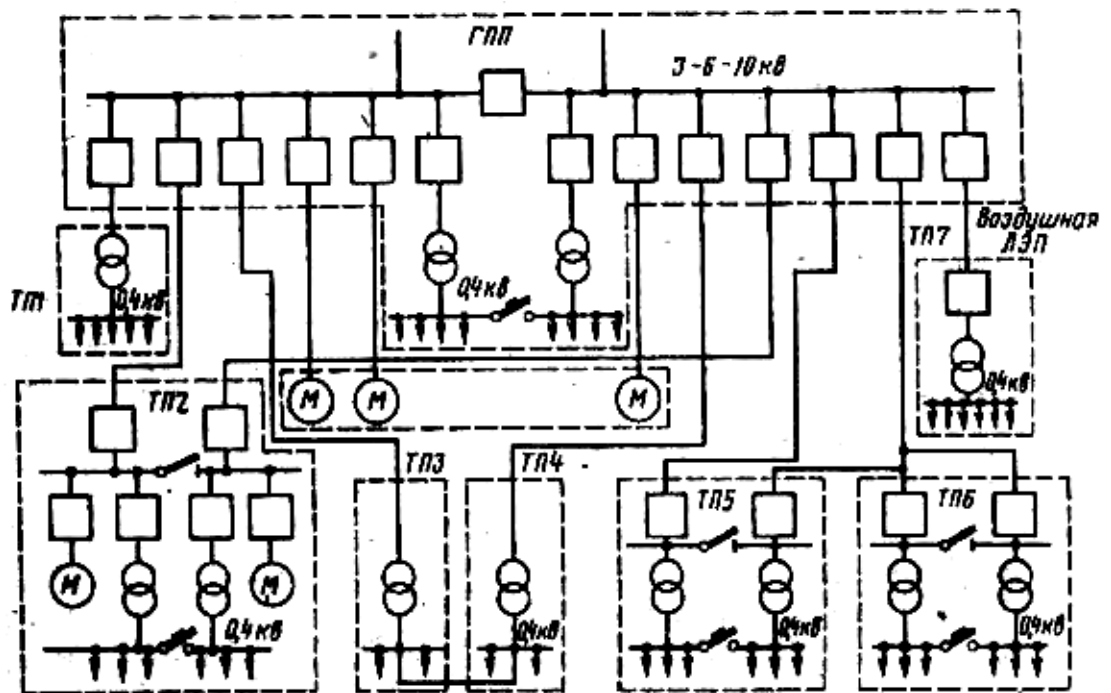 ГПП
3-6-10кв
Воздушная
ЛЭП
ТП7
ТП1
0,4кв
0,4кв
0,4кв
ТП2
М
М
М
ТП3
ТП4
ТП5
ТП6
М
М
0,4кв
0,4кв
0,4кв
0,4кв